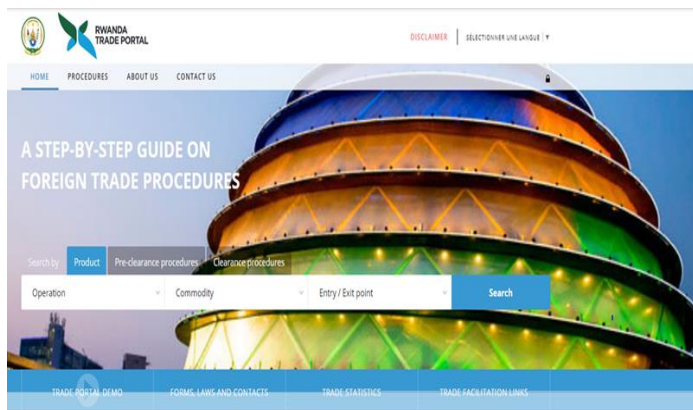 RWANDA
TRADE PORTAL
DISCLAIMER
SÉLECTIONNER UNE LANGUE
HOME PROCEDURES ABOUT US CONTACT US
A STEP-BY-STEP GUIDE ON
FOREIGN TRADE PROCEDURES
Search by Product Pre-clearance procedures Clearance procedures
Operation Commodity Entry / Exit point Search
TRADE PORTAL DEMO FORMS, LAWS AND CONTACTS TRADE STATISTICS TRADE FACILITATION LINKS